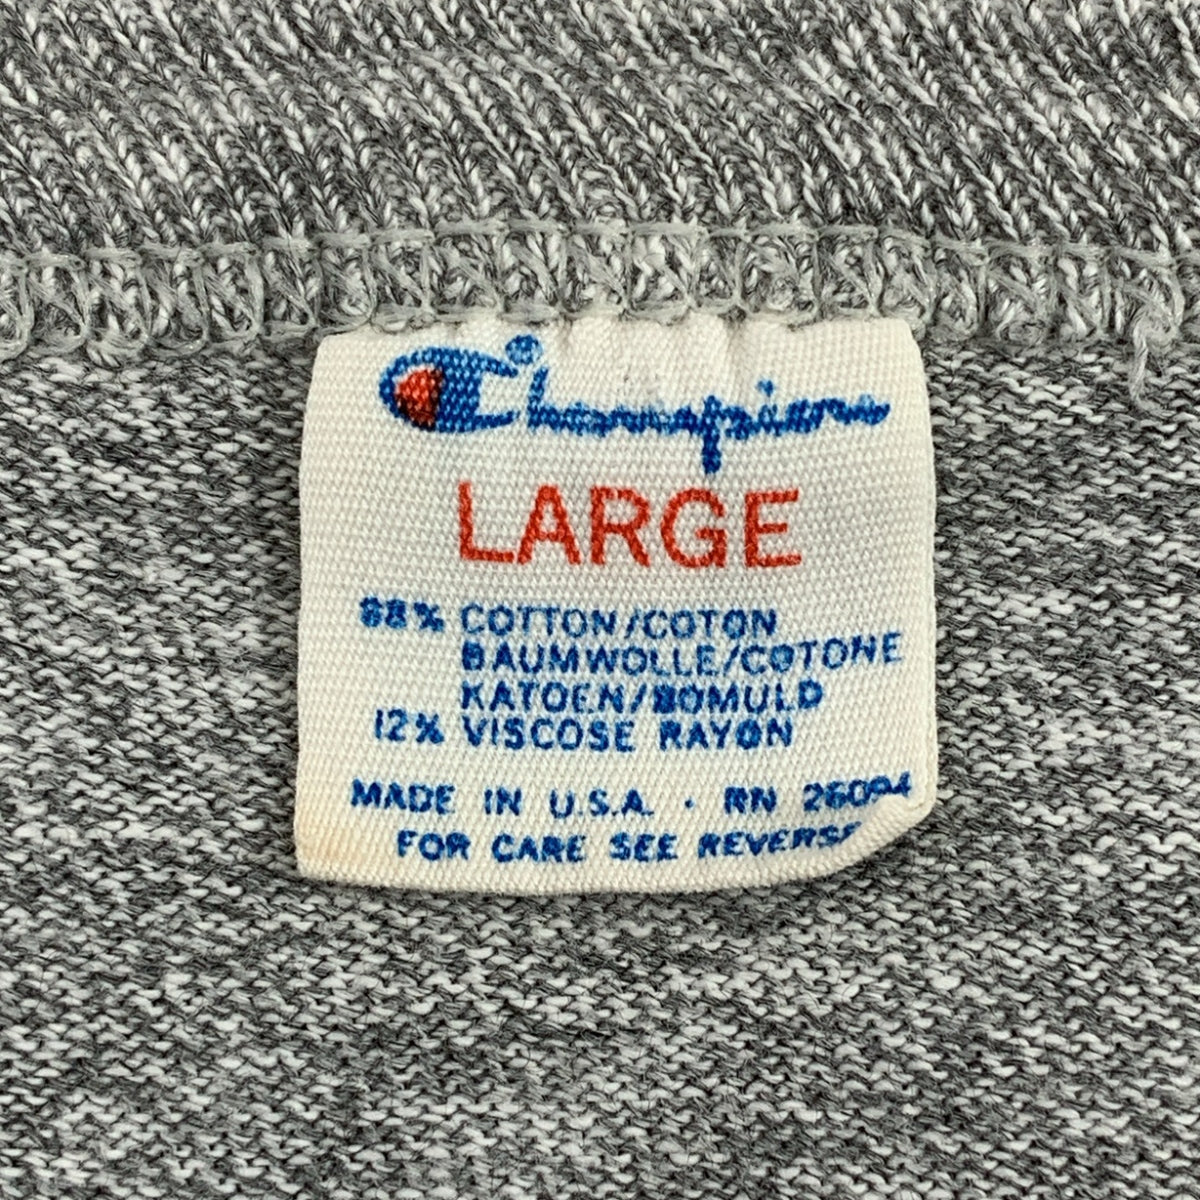 Champion®
LARGE
88% COTTON/COTON
BAUMWOLLE/COTONE
KATOEN/BOMULD
12% VISCOSE RAYON
MADE IN U.S.A. · RN 26094
FOR CARE SEE REVERSE